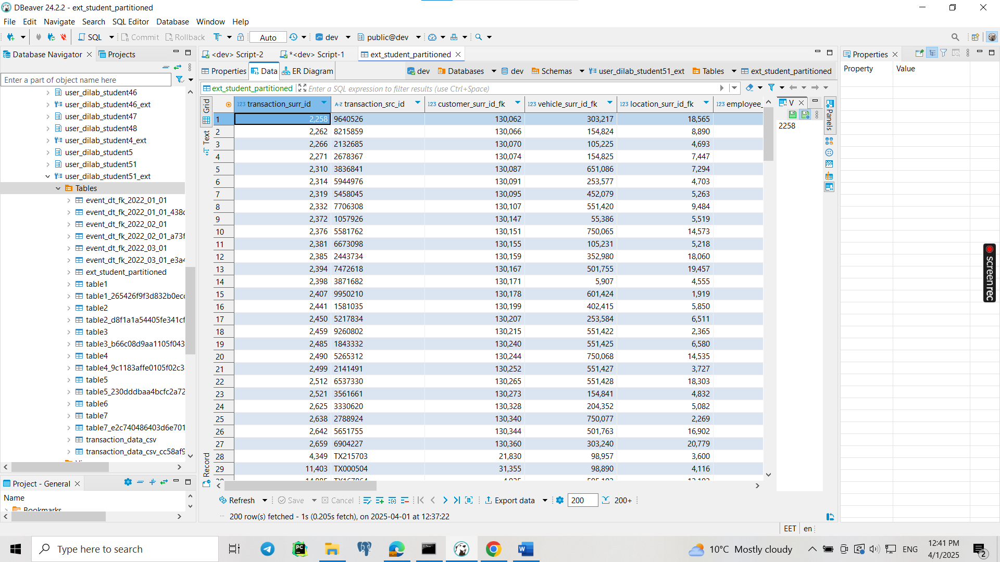 DBeaver 24.2.2 - ext_student_partitioned
File Edit Navigate Search SQL Editor Database Window Help
SQL Commit Rollback Auto dev public@dev
Database Navigator Projects
Enter a part of object name here
user_dilab_student46
user_dilab_student46_ext
user_dilab_student47
user_dilab_student48
user_dilab_student4_ext
user_dilab_student5
user_dilab_student51
user_dilab_student51_ext
Tables
event_dt_fk_2022_01_01
event_dt_fk_2022_01_01_438c
event_dt_fk_2022_02_01
event_dt_fk_2022_02_01_a73f
event_dt_fk_2022_03_01
event_dt_fk_2022_03_01_e3a4
ext_student_partitioned
table1
table1_265426f9f3d832b0ecc
table2
table2_d8f1a1a54405fe341cf
table3
table3_b66c08d9aa1105f043
table4
table4_9c1183affe0105f02c3
table5
table5_230dddbaa4bcfc2a72
table6
table7
table7_e2c740486403d6e701
transaction_data_csv
transaction_data_csv_cc58af9
Project - General
Name
Bookmarks
<dev> Script-2 *<dev> Script-1 ext_student_partitioned
Properties Data ER Diagram dev Databases dev Schemas user_dilab_student51_ext Tables ext_student_partitioned
ext_student_partitioned Enter a SQL expression to filter results (use Ctrl+Space)
Grid
Text
Record
123 transaction_surr_id A-Z transaction_src_id 123 customer_surr_id_fk 123 vehicle_surr_id_fk 123 location_surr_id_fk 123 employee_
1 2,258 9640526 130,062 303,217 18,565
2 2,262 8215859 130,066 154,824 8,890
3 2,266 2132685 130,070 105,225 4,693
4 2,271 2678367 130,074 154,825 7,447
5 2,310 3836841 130,087 651,086 7,294
6 2,314 5944976 130,091 253,577 4,703
7 2,319 5458045 130,095 452,079 5,263
8 2,332 7706308 130,107 551,420 9,484
9 2,372 1057926 130,147 55,386 5,519
10 2,376 5581762 130,151 750,065 14,573
11 2,381 6673098 130,155 105,231 5,218
12 2,385 2443734 130,159 352,980 18,060
13 2,394 7472618 130,167 501,755 19,457
14 2,398 3871682 130,171 5,907 4,555
15 2,407 9950210 130,178 601,424 1,919
16 2,441 1581035 130,199 402,415 5,850
17 2,450 5217834 130,207 253,584 6,511
18 2,459 9260802 130,215 551,422 2,365
19 2,485 1843332 130,240 551,425 6,580
20 2,490 5265312 130,244 750,068 14,535
21 2,499 2141491 130,252 551,427 3,727
22 2,512 6537330 130,265 551,428 18,303
23 2,521 3561661 130,273 154,841 4,832
24 2,625 3330620 130,328 204,352 5,082
25 2,638 2788924 130,340 750,077 2,269
26 2,642 5651755 130,344 501,763 16,902
27 2,659 6904227 130,360 303,240 20,779
28 4,349 TX215703 21,830 98,957 3,600
29 11,403 TX000504 31,355 98,890 4,116
Refresh Save Cancel Export data 200 200+
200 row(s) fetched - 1s (0.205s fetch), on 2025-04-01 at 12:37:22
V
2258
Panels
Properties
Property Value
screenrec
EET en
Type here to search
PC
10°C Mostly cloudy
ENG
12:41 PM
4/1/2025
2